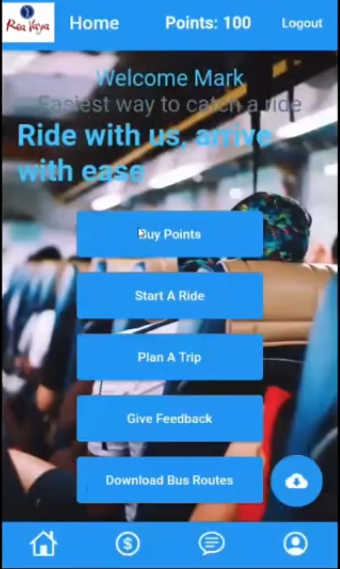 Rea Vaya
Home
Points: 100
Logout
Welcome Mark
Easiest way to catch a ride
Ride with us, arrive
with ease
Buy Points
Start A Ride
Plan A Trip
Give Feedback
Download Bus Routes
$